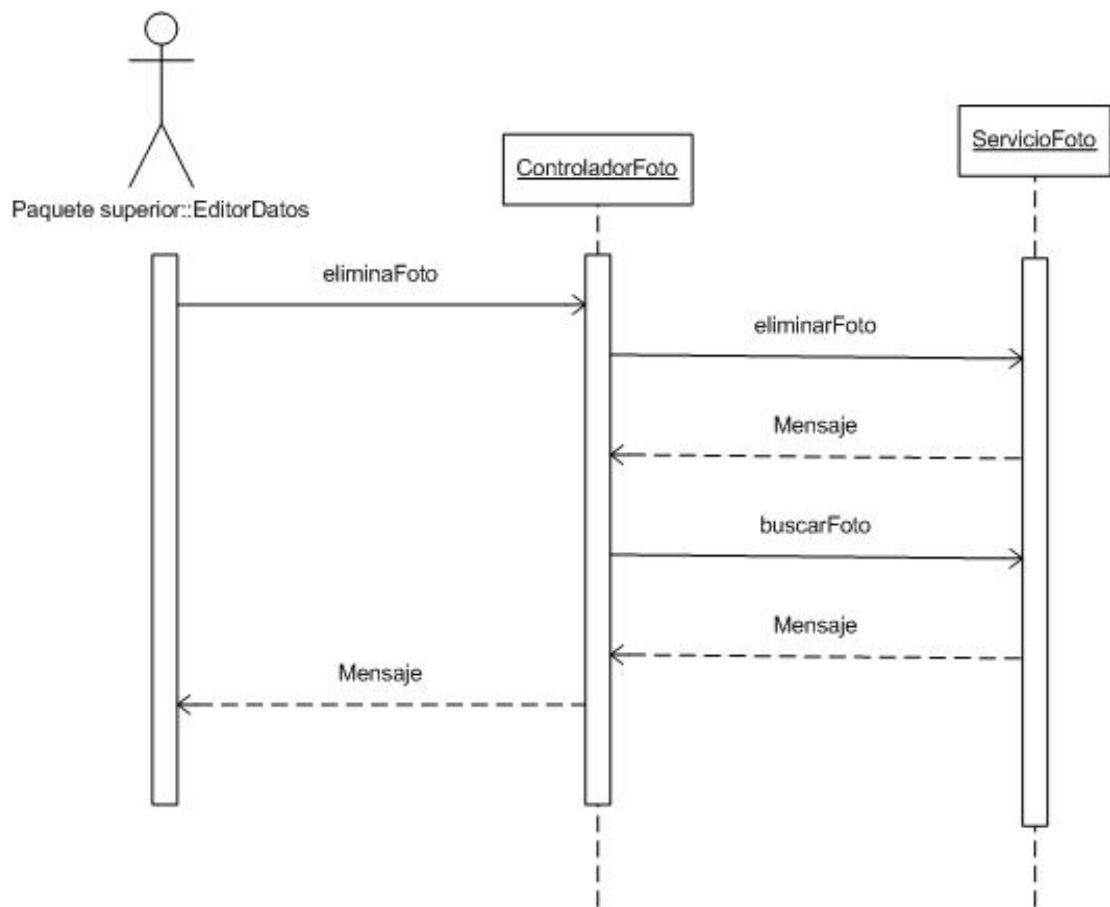 ControladorFoto
ServicioFoto
Paquete superior::EditorDatos
eliminaFoto
eliminarFoto
Mensaje
buscarFoto
Mensaje
Mensaje